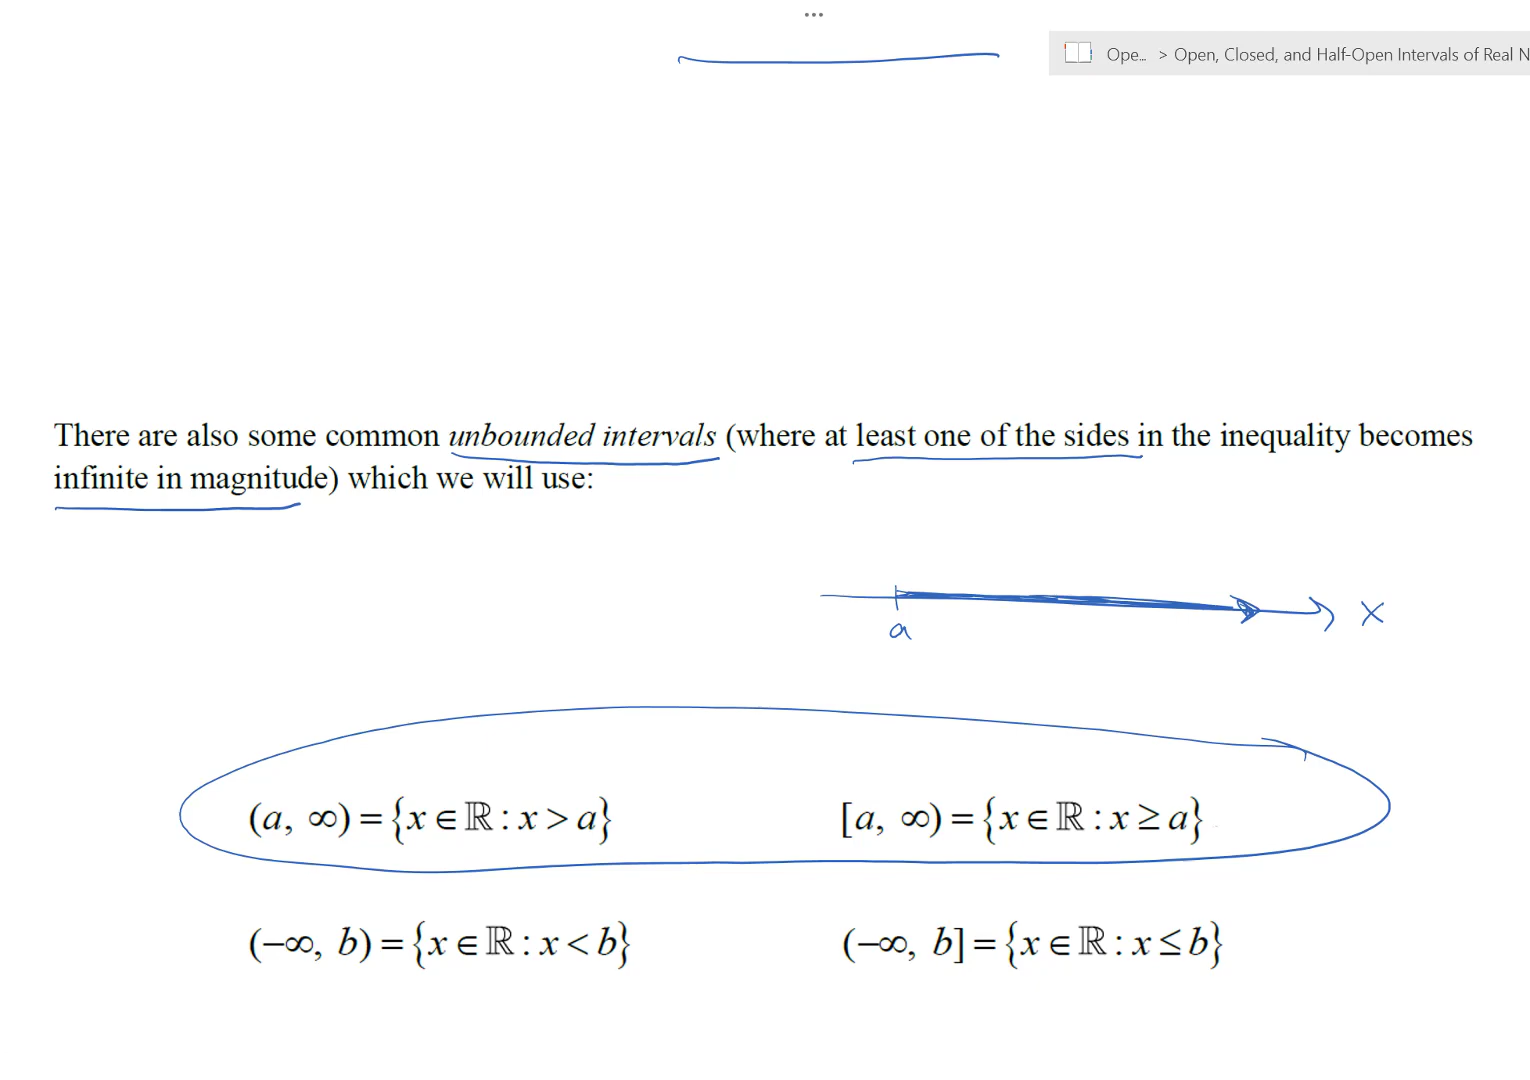 Ope... > Open, Closed, and Half-Open Intervals of Real N
There are also some common unbounded intervals (where at least one of the sides in the inequality becomes
infinite in magnitude) which we will use:
a
x
(a, ∞) = {x ∈ ℝ : x > a}
[a, ∞) = {x ∈ ℝ : x ≥ a}
(−∞, b) = {x ∈ ℝ : x < b}
(−∞, b] = {x ∈ ℝ : x ≤ b}